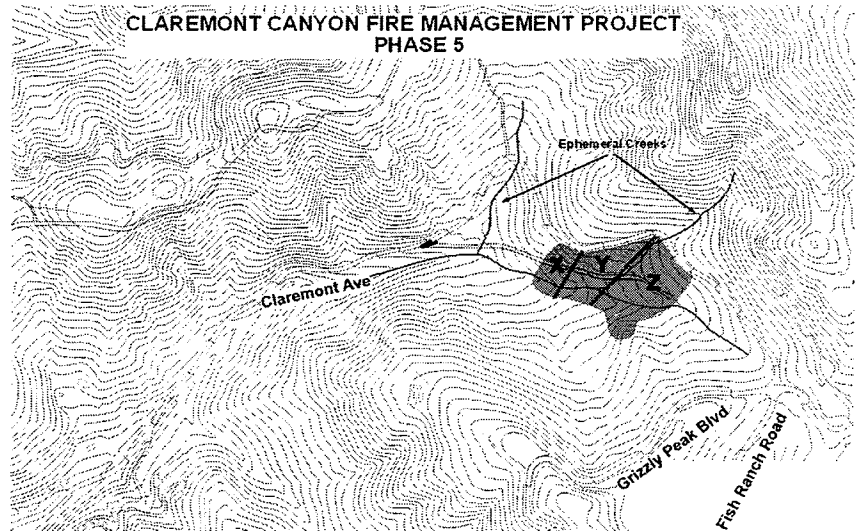 CLAREMONT CANYON FIRE MANAGEMENT PROJECT
PHASE 5
Ephemeral Creeks
X
Y
Z
Claremont Ave
Grizzly Peak Blvd
Fish Ranch Road